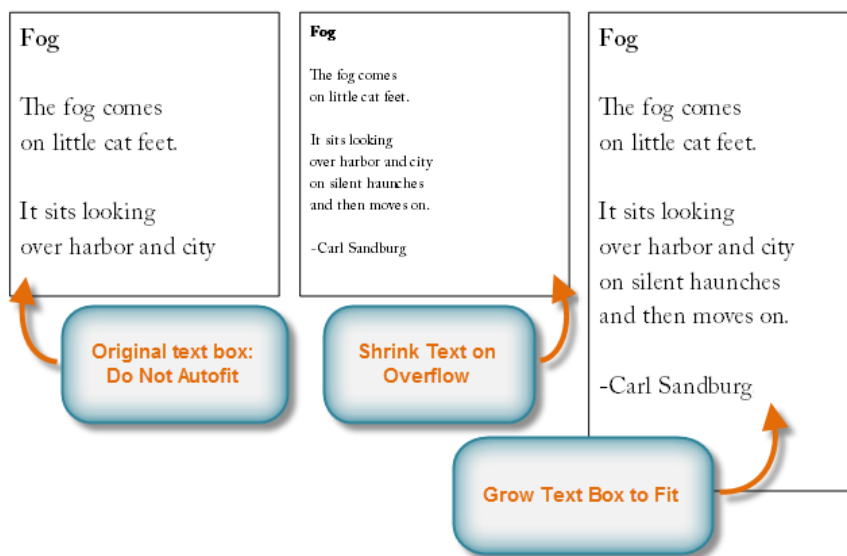 Fog
The fog comes
on little cat feet.
It sits looking
over harbor and city
Original text box:
Do Not Autofit
Fog
The fog comes
on little cat feet.
It sits looking
over harbor and city
on silent haunches
and then moves on.
-Carl Sandburg
Shrink Text on
Overflow
Fog
The fog comes
on little cat feet.
It sits looking
over harbor and city
on silent haunches
and then moves on.
-Carl Sandburg
Grow Text Box to Fit